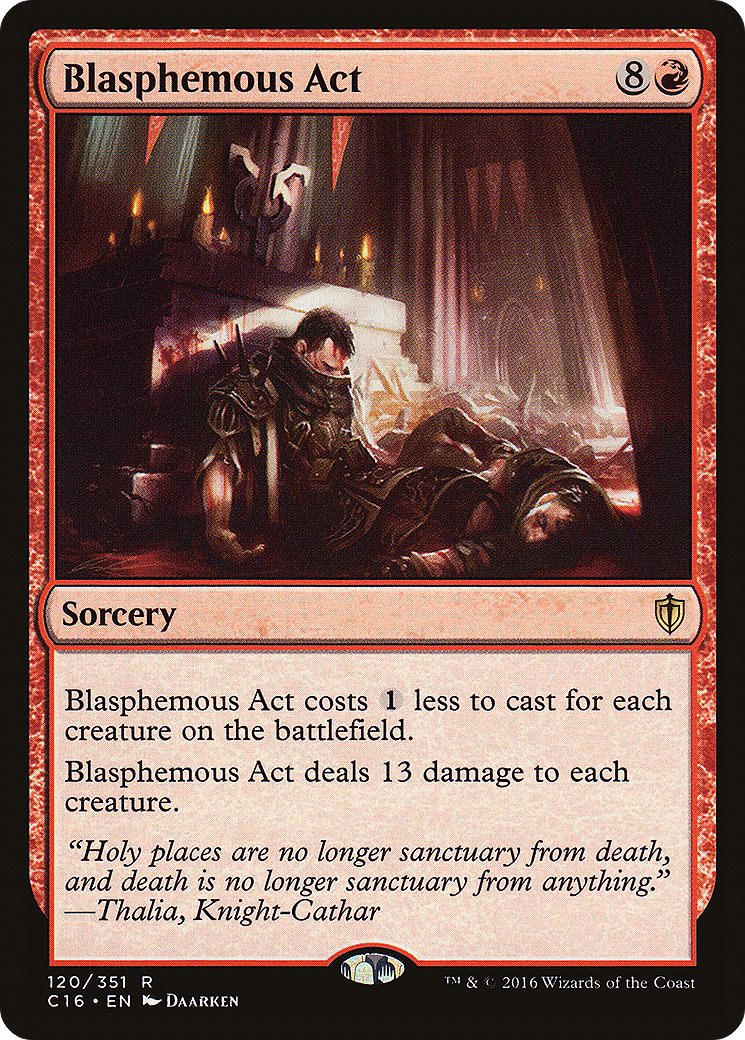 Blasphemous Act 8
Sorcery
Blasphemous Act costs 1 less to cast for each
creature on the battlefield.
Blasphemous Act deals 13 damage to each
creature.
“Holy places are no longer sanctuary from death,
and death is no longer sanctuary from anything.”
—Thalia, Knight-Cathar
120/351 R
C16 • EN DAARKEN
™ & © 2016 Wizards of the Coast